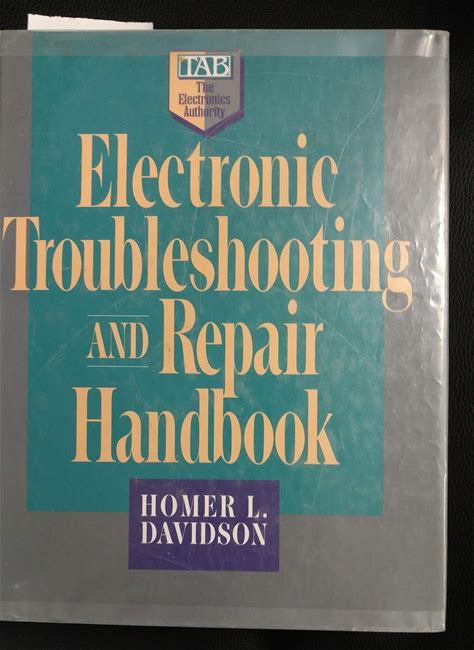 TAB
The
Electronics
Authority
Electronic
Troubleshooting
AND Repair
Handbook
HOMER L.
DAVIDSON